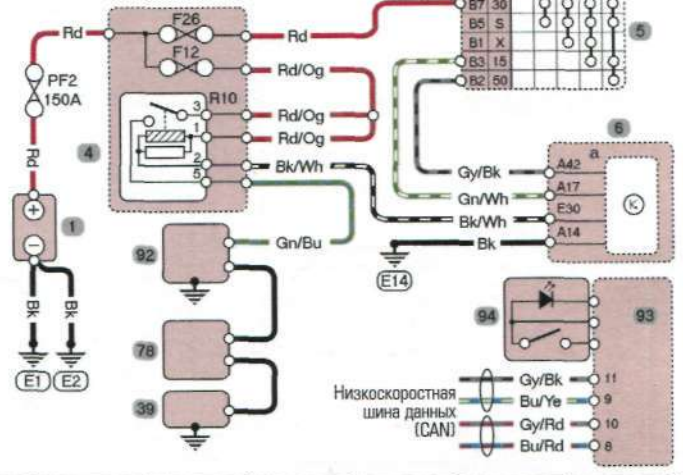 F26
Rd
Rd
F12
PF2
150A
Rd/Og
R10
3
Rd/Og
1
Rd/Og
4
2
Bk/Wh
5
Rd
1
Gn/Bu
Bk
Bk
E1
E2
92
78
39
B7 30
B5 S
B1 X
B3 15
B2 50
5
6
a
A42
Gy/Bk
A17
Gn/Wh
E30
Bk/Wh
A14
Bk
K
E14
94
93
Низкоскоростная
шина данных
(CAN)
Gy/Bk 11
Bu/Ye 9
Gy/Rd 10
Bu/Rd 8